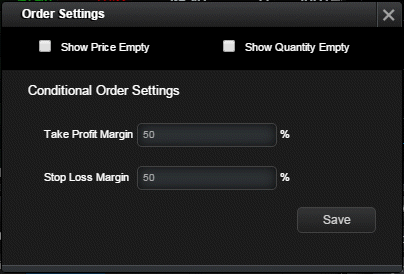 Order Settings
Show Price Empty Show Quantity Empty
Conditional Order Settings
Take Profit Margin 50 %
Stop Loss Margin 50 %
Save